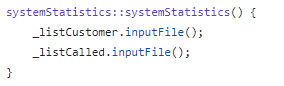 systemStatistics::systemStatistics() {
    _listCustomer.inputFile();
    _listCalled.inputFile();
}